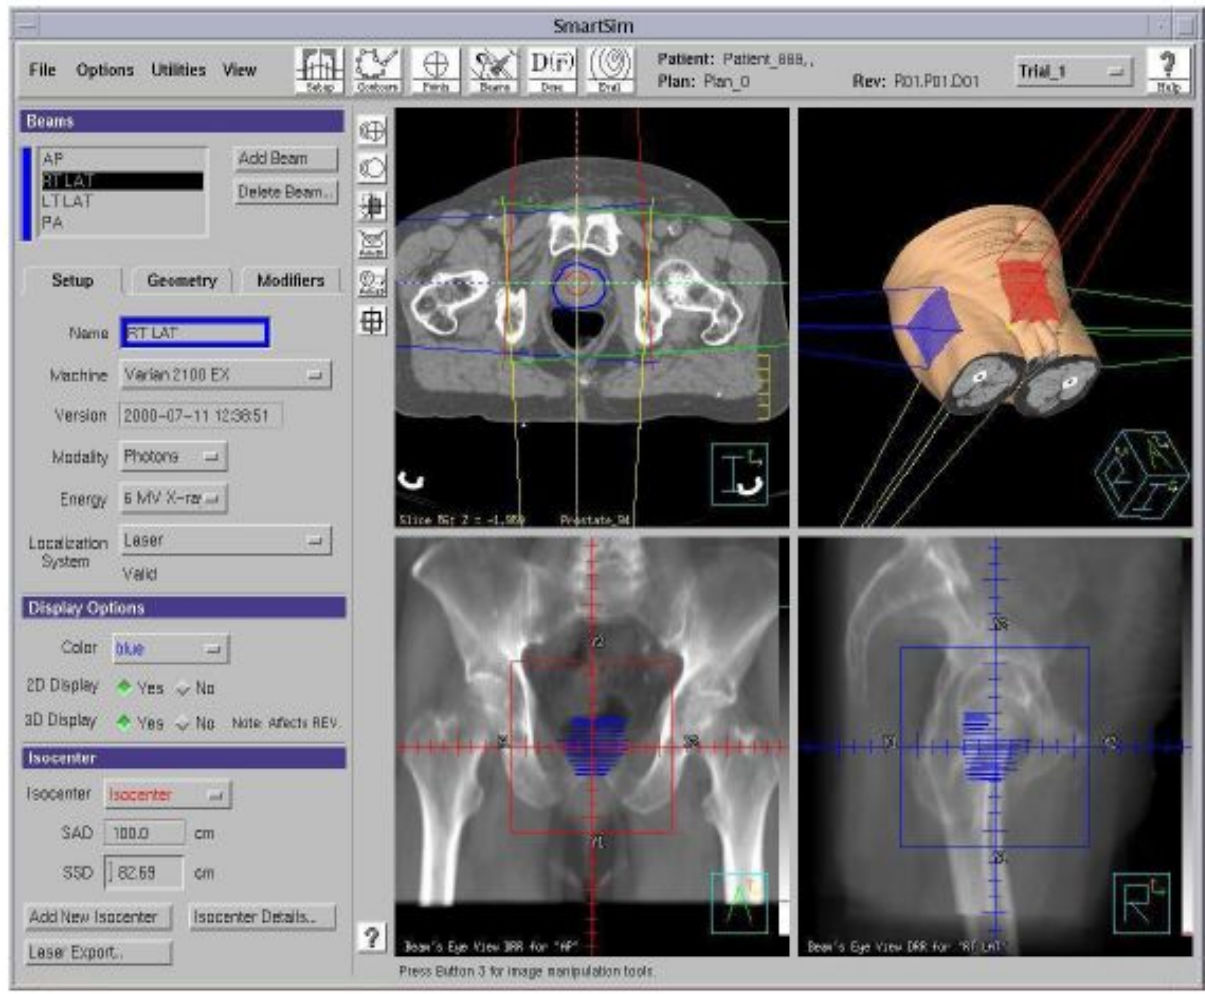 SmartSim
File Options Utilities View
Setup Contours Points Beams D(r) Dose Eval
Patient: Patient_888,,
Plan: Plan_0 Rev: R01.P01.D01
Trial_1
? Help
Beams
AP
RT LAT
LT LAT
PA
Add Beam
Delete Beam...
Setup Geometry Modifiers
Name RT LAT
Machine Varian 2100 EX
Version 2000-07-11 12:38:51
Modality Photons
Energy 6 MV X-ray
Localization System Laser
Valid
Display Options
Color blue
2D Display Yes No
3D Display Yes No Note: Affects REV.
Isocenter
Isocenter Isocenter
SAD 100.0 cm
SSD 82.69 cm
Add New Isocenter Isocenter Details...
Laser Export..
?
Prostate_94
I L
Y2
Y1
A
R
Beam's Eye View DRR for "AP"
Beam's Eye View DRR for "RT LAT"
Press Button 3 for image manipulation tools.